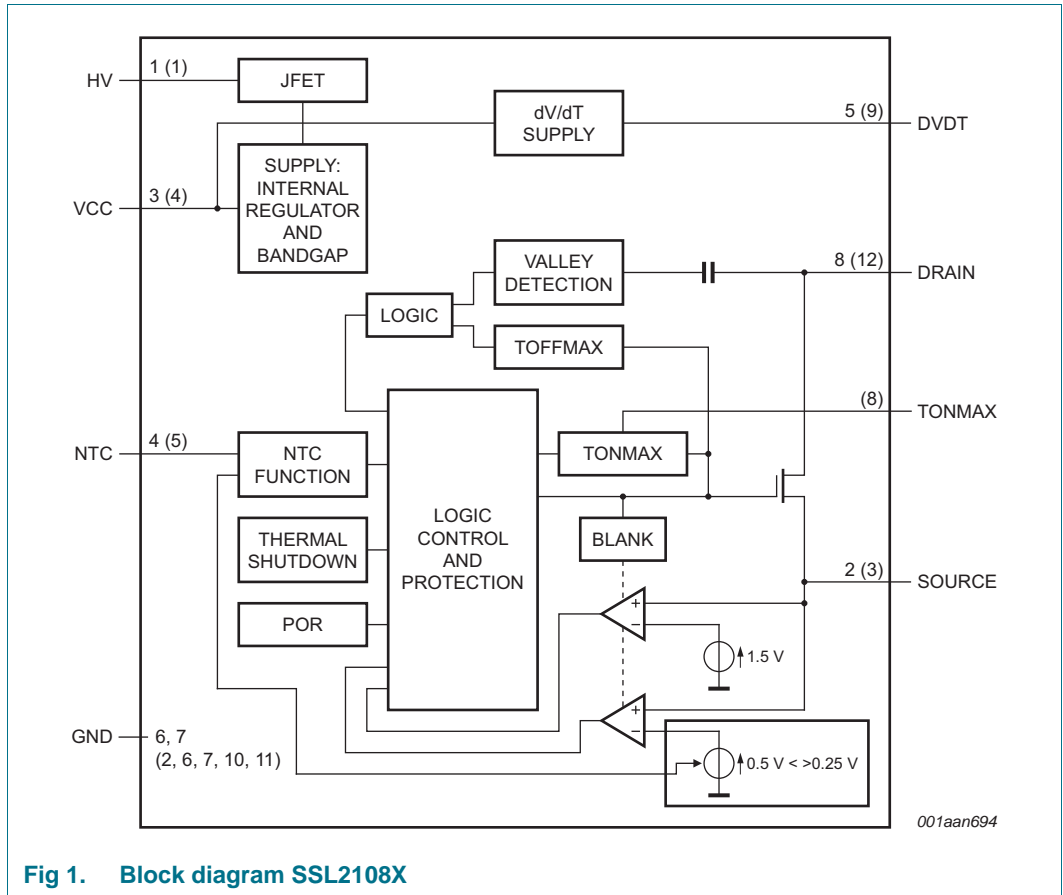 HV
1 (1)
JFET
dV/dT
SUPPLY
5 (9)
DVDT
SUPPLY:
INTERNAL
REGULATOR
AND
BANDGAP
VCC
3 (4)
VALLEY
DETECTION
8 (12)
DRAIN
LOGIC
TOFFMAX
(8)
TONMAX
NTC
4 (5)
NTC
FUNCTION
TONMAX
LOGIC
CONTROL
AND
PROTECTION
THERMAL
SHUTDOWN
BLANK
2 (3)
SOURCE
POR
+
−
1.5 V
+
−
0.5 V < >0.25 V
GND
6, 7
(2, 6, 7, 10, 11)
001aan694
Fig 1. Block diagram SSL2108X